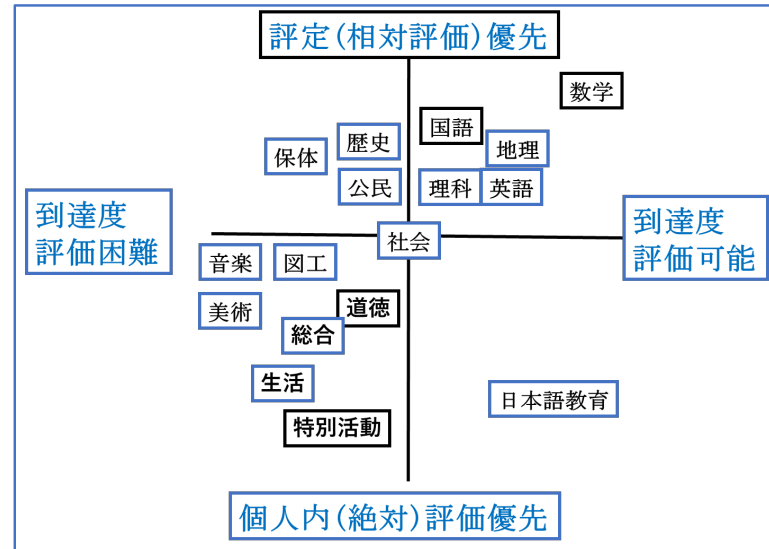 評定(相対評価)優先
数学
国語
歴史
地理
保体
公民
理科
英語
到達度
評価困難
到達度
評価可能
社会
音楽
図工
美術
道徳
総合
生活
日本語教育
特別活動
個人内(絶対)評価優先